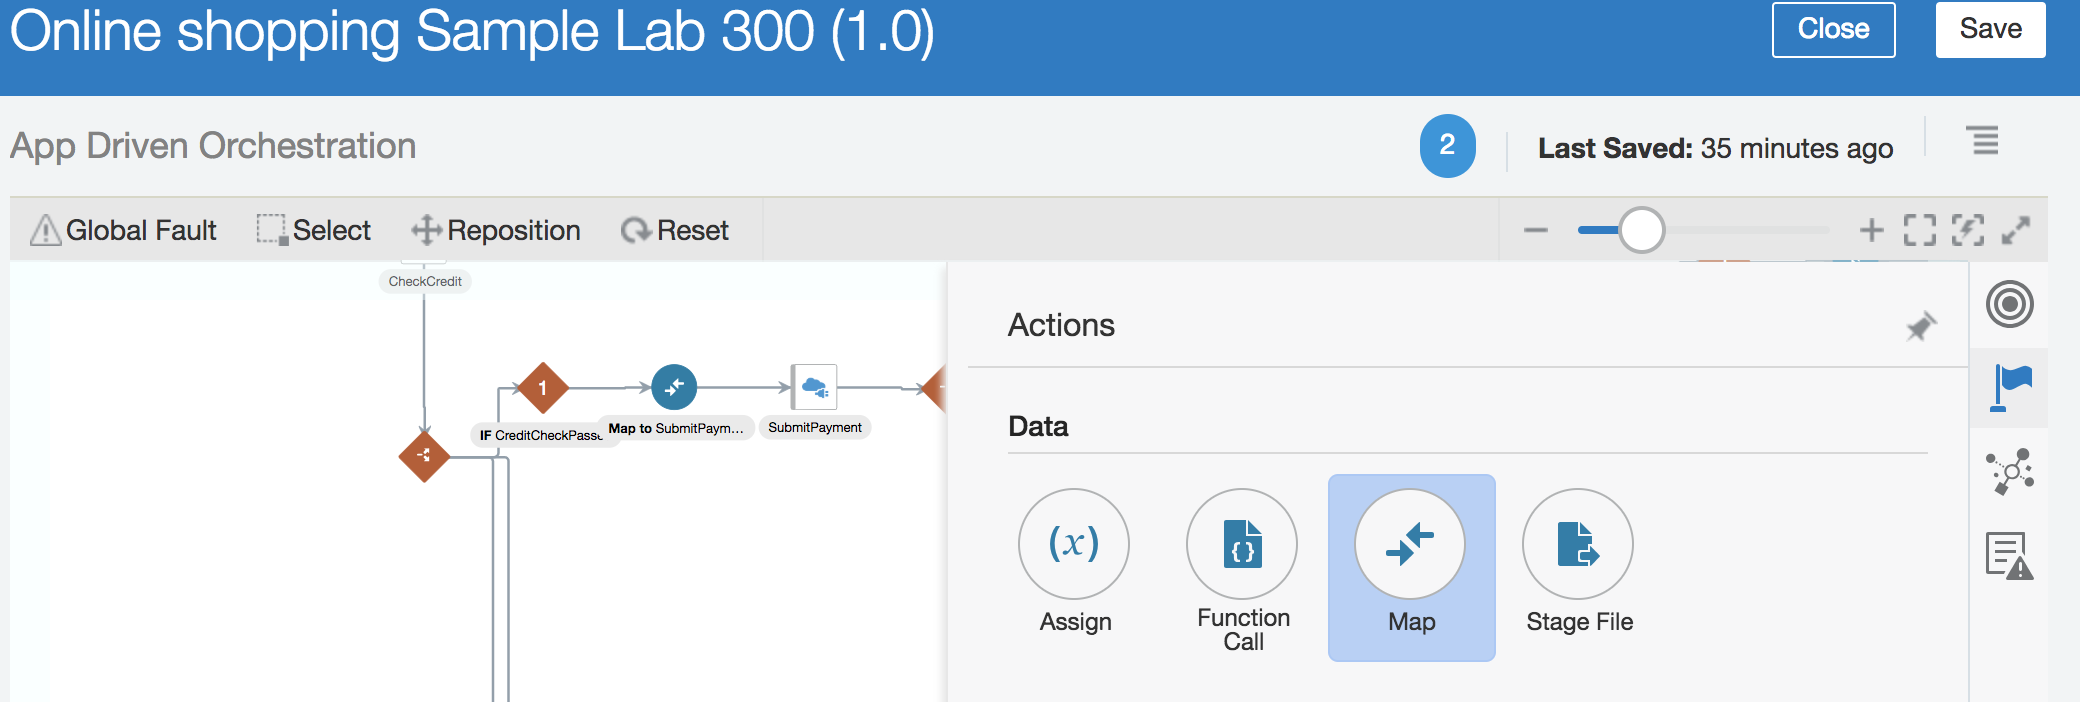 Online shopping Sample Lab 300 (1.0)
Close
Save
App Driven Orchestration
2
Last Saved: 35 minutes ago
Global Fault
Select
Reposition
Reset
CheckCredit
1
IF CreditCheckPasse
Map to SubmitPaym...
SubmitPayment
Actions
Data
(x)
{ }
Assign
Function
Call
Map
Stage File